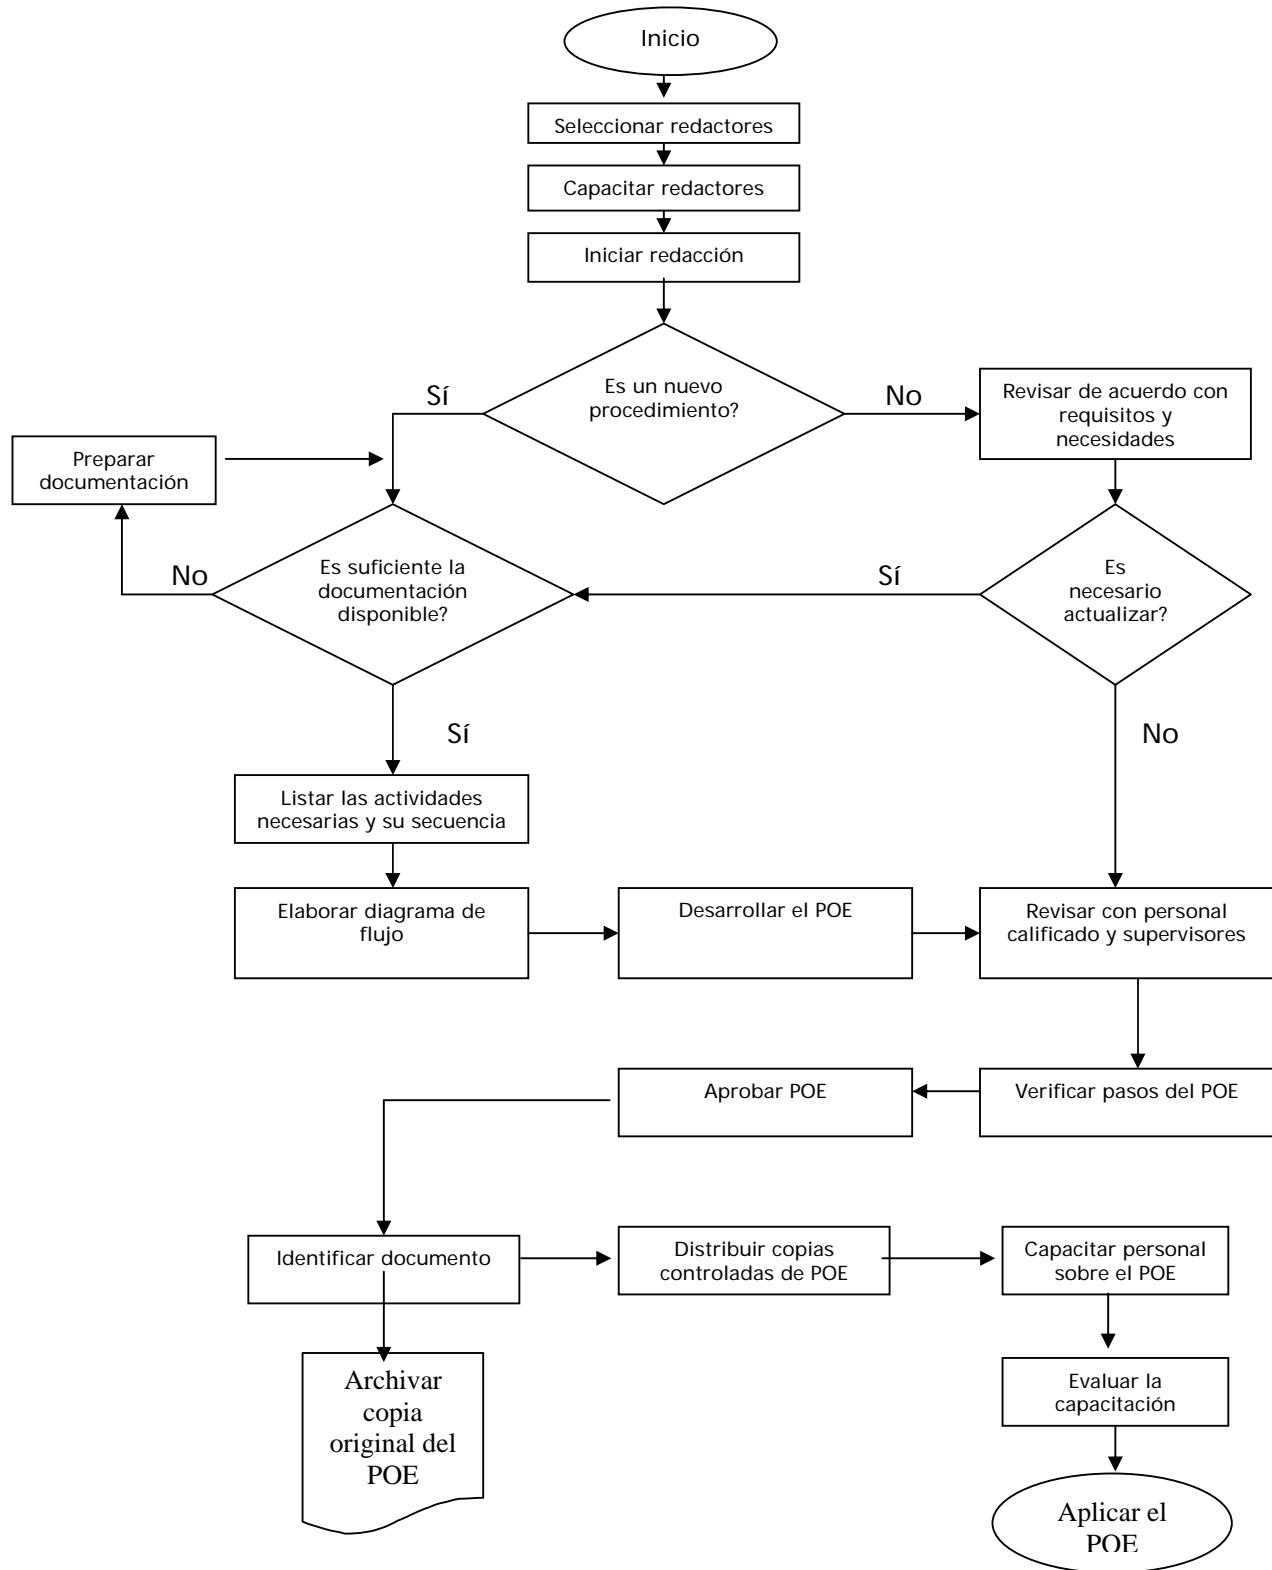 Inicio
Seleccionar redactores
Capacitar redactores
Iniciar redacción
Es un nuevo
procedimiento?
Sí
No
Revisar de acuerdo con
requisitos y
necesidades
Preparar
documentación
Es suficiente la
documentación
disponible?
No
Sí
Es
necesario
actualizar?
Sí
No
Listar las actividades
necesarias y su secuencia
Elaborar diagrama de
flujo
Desarrollar el POE
Revisar con personal
calificado y supervisores
Aprobar POE
Verificar pasos del POE
Identificar documento
Distribuir copias
controladas de POE
Capacitar personal
sobre el POE
Archivar
copia
original del
POE
Evaluar la
capacitación
Aplicar el
POE